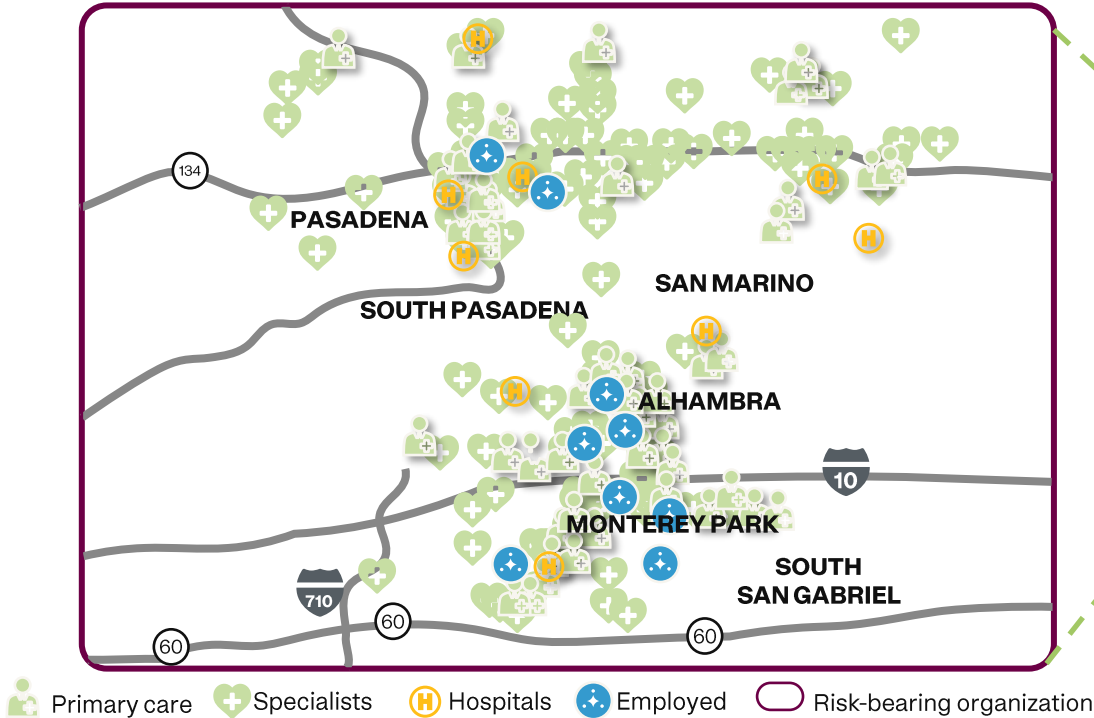 134
PASADENA
SAN MARINO
SOUTH PASADENA
ALHAMBRA
10
MONTEREY PARK
SOUTH
SAN GABRIEL
710
60
60
60
Primary care
Specialists
H Hospitals
Employed
Risk-bearing organization